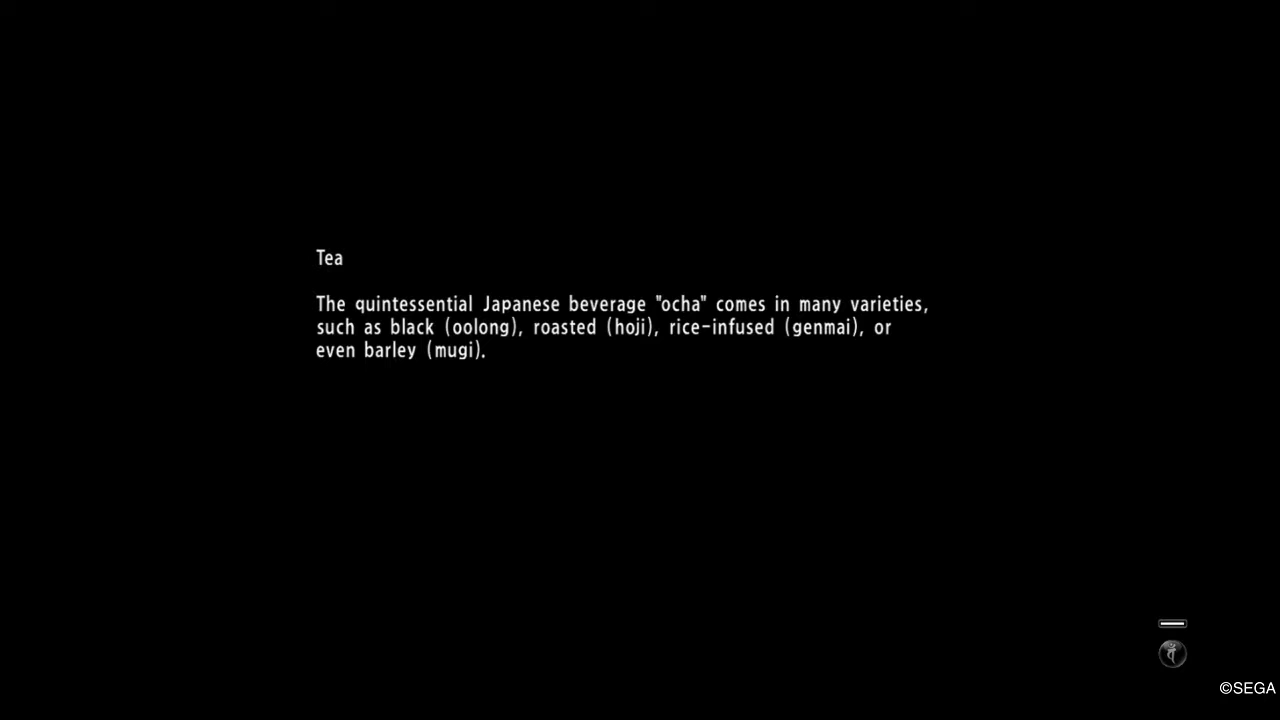 Tea
The quintessential Japanese beverage "ocha" comes in many varieties,
such as black (oolong), roasted (hoji), rice-infused (genmai), or
even barley (mugi).
©SEGA